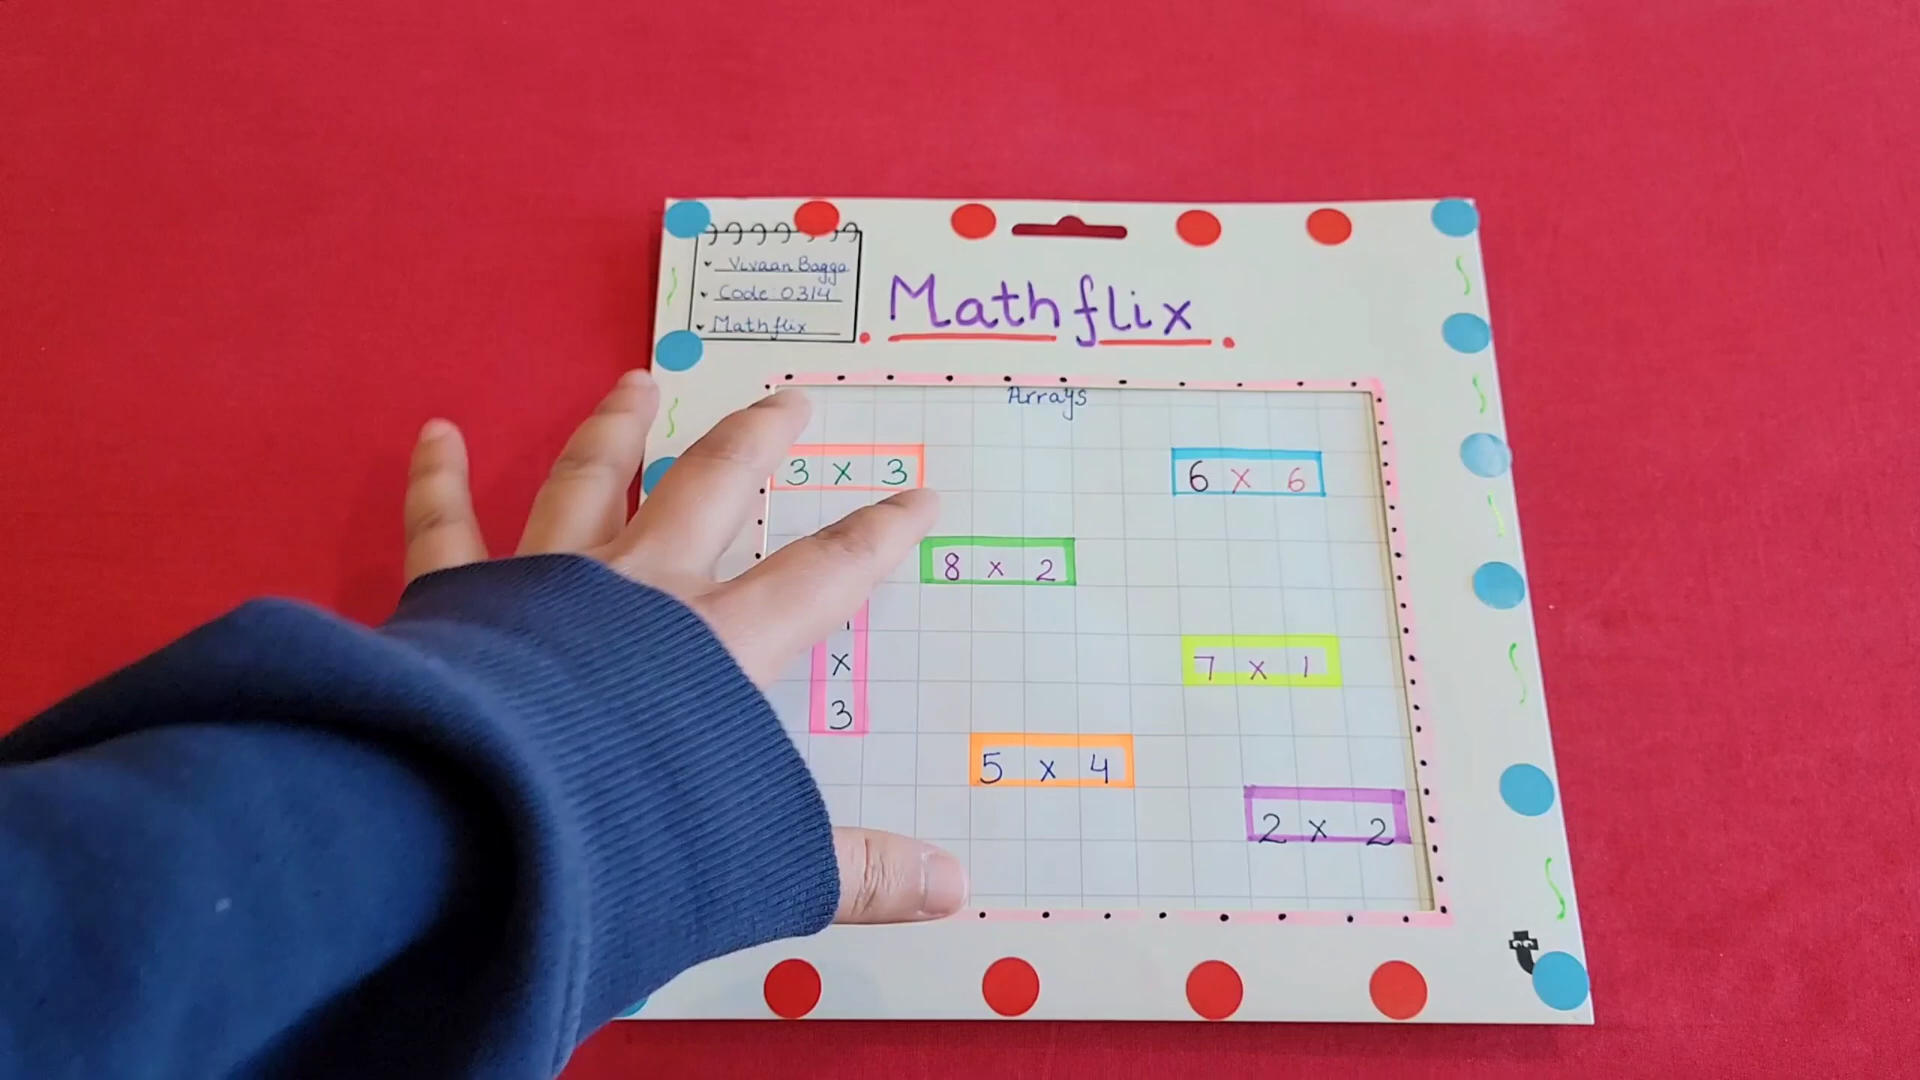 Vivaan Bagga
Code: 0314
Mathflix
Mathflix
Arrays
3 x 3
6 x 6
8 x 2
x
3
7 x 1
5 x 4
2 x 2